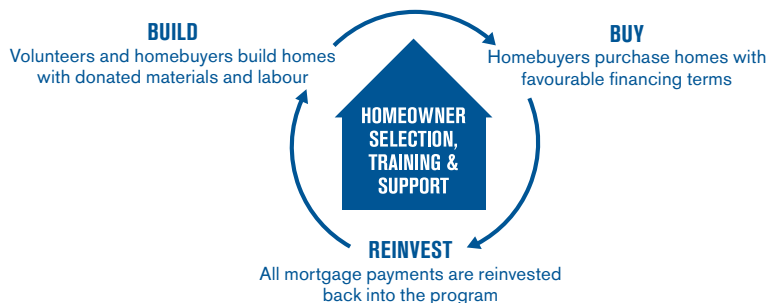 BUILD
Volunteers and homebuyers build homes
with donated materials and labour
BUY
Homebuyers purchase homes with
favourable financing terms
HOMEOWNER
SELECTION,
TRAINING &
SUPPORT
REINVEST
All mortgage payments are reinvested
back into the program